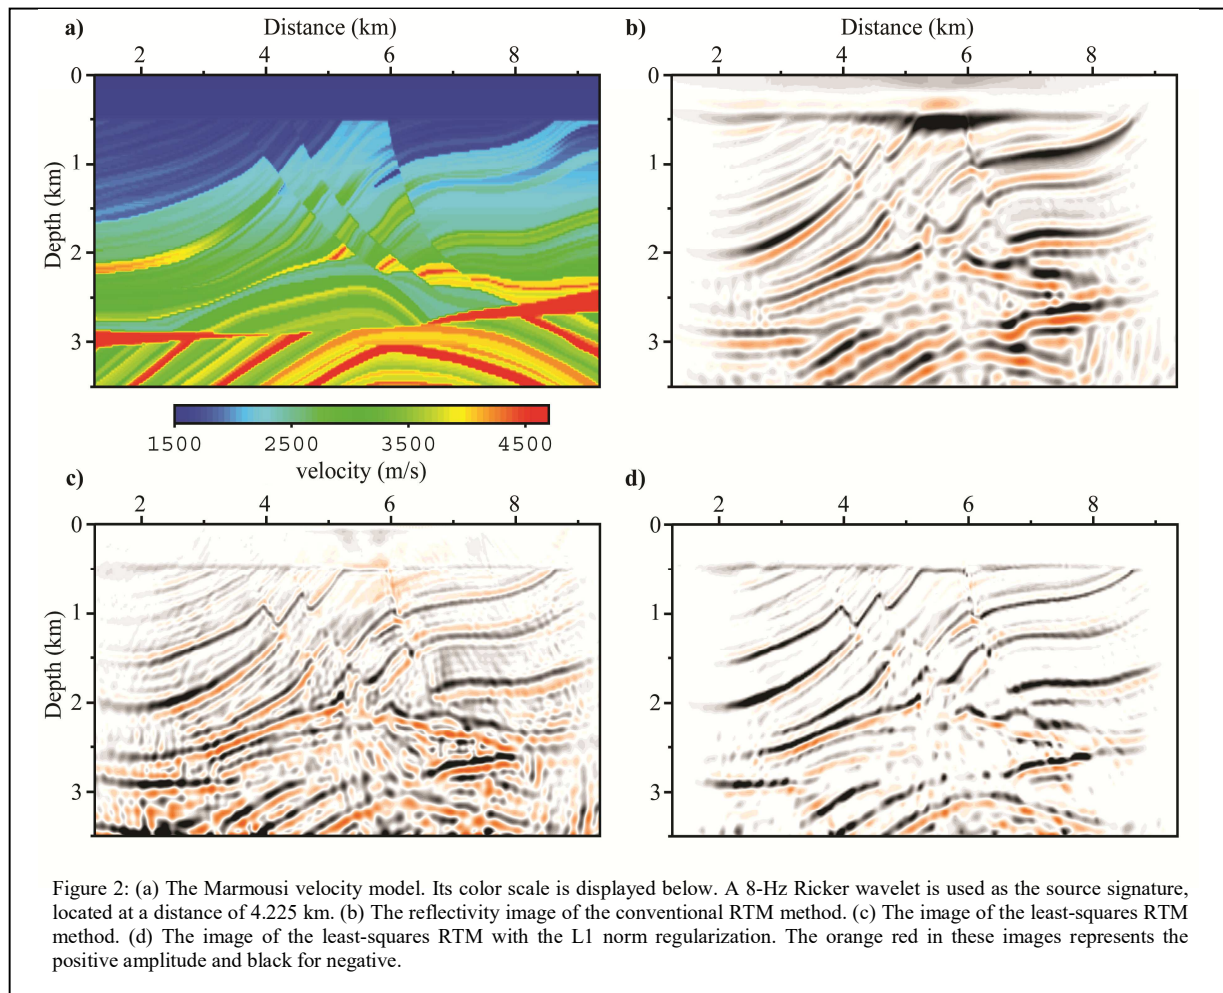 a)
Distance (km)
2 4 6 8
0
1
2
3
Depth (km)
1500 2500 3500 4500
velocity (m/s)
b)
Distance (km)
2 4 6 8
0
1
2
3
c)
2 4 6 8
0
1
2
3
Depth (km)
d)
2 4 6 8
0
1
2
3
Figure 2: (a) The Marmousi velocity model. Its color scale is displayed below. A 8-Hz Ricker wavelet is used as the source signature,
located at a distance of 4.225 km. (b) The reflectivity image of the conventional RTM method. (c) The image of the least-squares RTM
method. (d) The image of the least-squares RTM with the L1 norm regularization. The orange red in these images represents the
positive amplitude and black for negative.